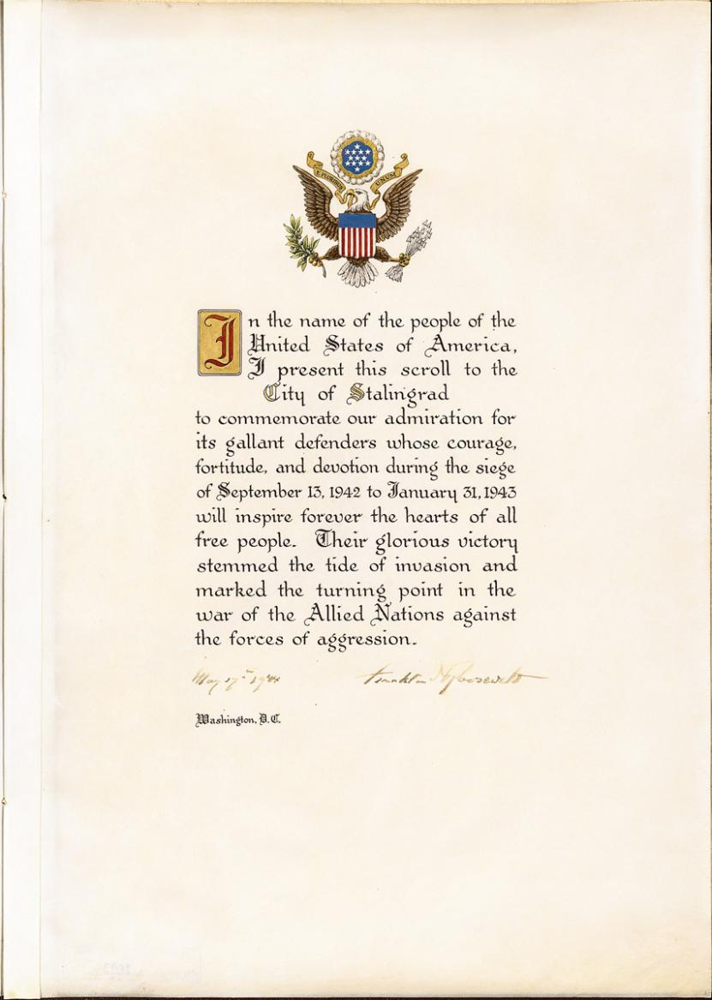 E PLURIBUS UNUM
In the name of the people of the
United States of America,
I present this scroll to the
City of Stalingrad
to commemorate our admiration for
its gallant defenders whose courage,
fortitude, and devotion during the siege
of September 13, 1942 to January 31, 1943
will inspire forever the hearts of all
free people. Their glorious victory
stemmed the tide of invasion and
marked the turning point in the
war of the Allied Nations against
the forces of aggression.
May 17th 1944 Franklin D Roosevelt
Washington, D.C.